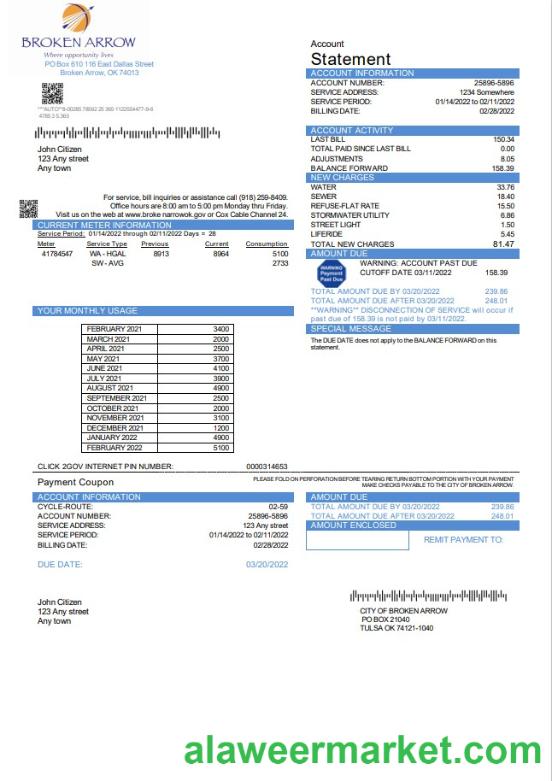 BROKEN ARROW
Where opportunity lives
PO Box 610 116 East Dallas Street
Broken Arrow, OK 74013
John Citizen
123 Any street
Any town
For service, bill inquiries or assistance call (918) 259-8409.
Office hours are 8:00 am to 5:00 pm Monday thru Friday.
Visit us on the web at www.broke narrowok.gov or Cox Cable Channel 24.
CURRENT METER INFORMATION
Service Period: 01/14/2022 through 02/11/2022 Days = 28
Meter Service Type Previous Current Consumption
41784547 WA - HGAL 8913 8964 5100
SW - AVG 2733
YOUR MONTHLY USAGE
FEBRUARY 2021 3400
MARCH 2021 2000
APRIL 2021 2500
MAY 2021 3700
JUNE 2021 4100
JULY 2021 3900
AUGUST 2021 4900
SEPTEMBER 2021 2500
OCTOBER 2021 2000
NOVEMBER 2021 3100
DECEMBER 2021 1200
JANUARY 2022 4900
FEBRUARY 2022 5100
CLICK 2GOV INTERNET PIN NUMBER: 0000314653
Account
Statement
ACCOUNT INFORMATION
ACCOUNT NUMBER: 25896-5896
SERVICE ADDRESS: 1234 Somewhere
SERVICE PERIOD: 01/14/2022 to 02/11/2022
BILLING DATE: 02/28/2022
ACCOUNT ACTIVITY
LAST BILL 150.34
TOTAL PAID SINCE LAST BILL 0.00
ADJUSTMENTS 8.05
BALANCE FORWARD 158.39
NEW CHARGES
WATER 33.76
SEWER 18.40
REFUSE-FLAT RATE 15.50
STORMWATER UTILITY 6.86
STREET LIGHT 1.50
LIFERIDE 5.45
TOTAL NEW CHARGES 81.47
AMOUNT DUE
WARNING Payment Past Due
WARNING: ACCOUNT PAST DUE
CUTOFF DATE 03/11/2022 158.39
TOTAL AMOUNT DUE BY 03/20/2022 239.86
TOTAL AMOUNT DUE AFTER 03/20/2022 248.01
**WARNING** DISCONNECTION OF SERVICE will occur if
past due of 158.39 is not paid by 03/11/2022.
SPECIAL MESSAGE
The DUE DATE does not apply to the BALANCE FORWARD on this
statement.
Payment Coupon
PLEASE FOLD ON PERFORATION BEFORE TEARING RETURN BOTTOM PORTION WITH YOUR PAYMENT
MAKE CHECKS PAYABLE TO THE CITY OF BROKEN ARROW.
ACCOUNT INFORMATION
CYCLE-ROUTE: 02-59
ACCOUNT NUMBER: 25896-5896
SERVICE ADDRESS: 123 Any street
SERVICE PERIOD: 01/14/2022 to 02/11/2022
BILLING DATE: 02/28/2022
DUE DATE: 03/20/2022
AMOUNT DUE
TOTAL AMOUNT DUE BY 03/20/2022 239.86
TOTAL AMOUNT DUE AFTER 03/20/2022 248.01
AMOUNT ENCLOSED
REMIT PAYMENT TO:
John Citizen
123 Any street
Any town
CITY OF BROKEN ARROW
PO BOX 21040
TULSA OK 74121-1040
alaweermarket.com